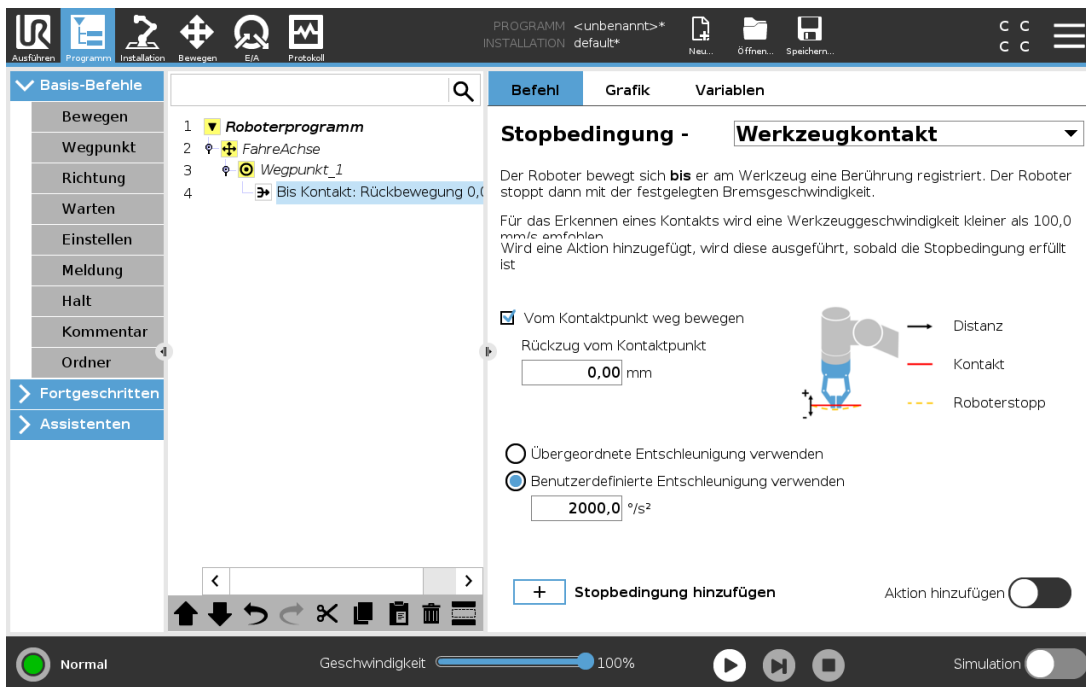 PROGRAMM <unbenannt>*
INSTALLATION default*
UR
Ausführen Programm Installation Bewegen E/A Protokoll
Neu... Öffnen... Speichern...
C C
C C
Basis-Befehle
Bewegen
Wegpunkt
Richtung
Warten
Einstellen
Meldung
Halt
Kommentar
Ordner
Fortgeschritten
Assistenten
1 Roboterprogramm
2 FahreAchse
3 Wegpunkt_1
4 Bis Kontakt: Rückbewegung 0,0
Befehl Grafik Variablen
Stopbedingung - Werkzeugkontakt
Der Roboter bewegt sich bis er am Werkzeug eine Berührung registriert. Der Roboter
stoppt dann mit der festgelegten Bremsgeschwindigkeit.
Für das Erkennen eines Kontakts wird eine Werkzeuggeschwindigkeit kleiner als 100,0
mm/s emfohlen
Wird eine Aktion hinzugefügt, wird diese ausgeführt, sobald die Stopbedingung erfüllt
ist
Vom Kontaktpunkt weg bewegen
Rückzug vom Kontaktpunkt
0,00 mm
+
-
Distanz
Kontakt
Roboterstopp
Übergeordnete Entschleunigung verwenden
Benutzerdefinierte Entschleunigung verwenden
2000,0 °/s²
+ Stopbedingung hinzufügen
Aktion hinzufügen
Normal
Geschwindigkeit 100%
Simulation